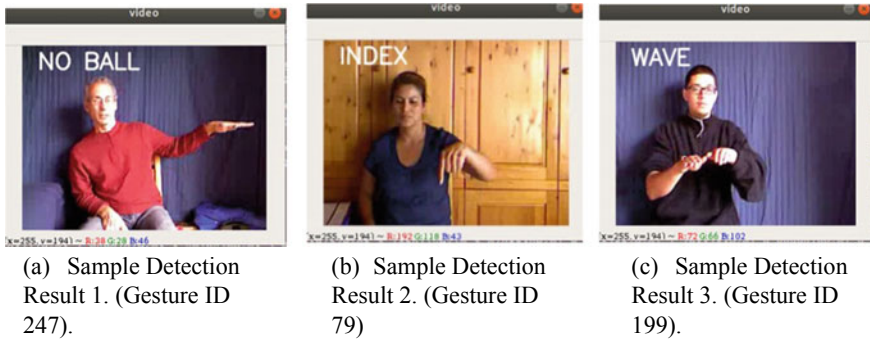 video
NO BALL
(x=255, y=194) ~ R:38 G:28 B:46
(a) Sample Detection
Result 1. (Gesture ID
247).
video
INDEX
(x=255, y=194) ~ R:192 G:118 B:43
(b) Sample Detection
Result 2. (Gesture ID
79)
video
WAVE
(x=255, y=194) ~ R:72 G:66 B:102
(c) Sample Detection
Result 3. (Gesture ID
199).